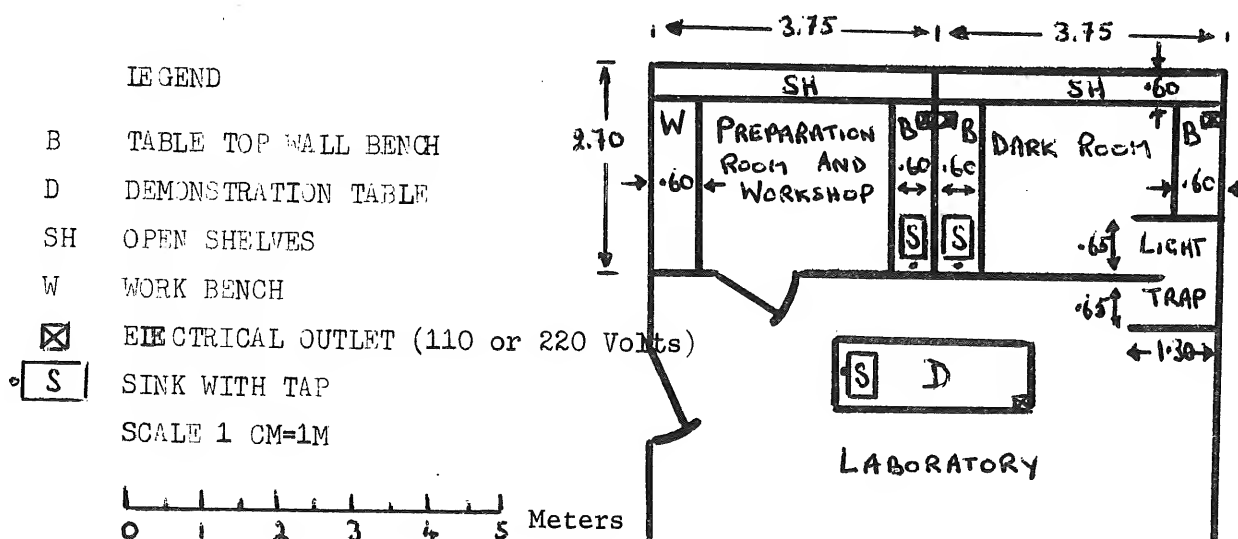 LEGEND
B TABLE TOP WALL BENCH
D DEMONSTRATION TABLE
SH OPEN SHELVES
W WORK BENCH
ELECTRICAL OUTLET (110 or 220 Volts)
S SINK WITH TAP
SCALE 1 CM=1M
0 1 2 3 4 5 Meters
3.75 3.75
SH SH .60
2.70
W PREPARATION ROOM AND WORKSHOP B B DARK ROOM B
.60 .60 .60 .60
S S
.65 LIGHT
.65 TRAP
1.30
S D
LABORATORY